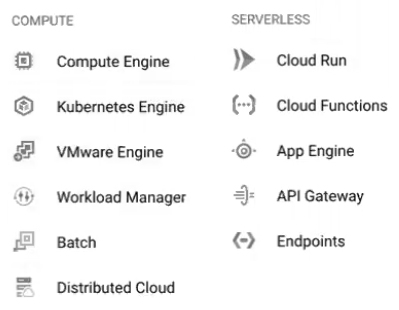 COMPUTE
Compute Engine
Kubernetes Engine
VMware Engine
Workload Manager
Batch
Distributed Cloud
SERVERLESS
Cloud Run
Cloud Functions
App Engine
API Gateway
Endpoints